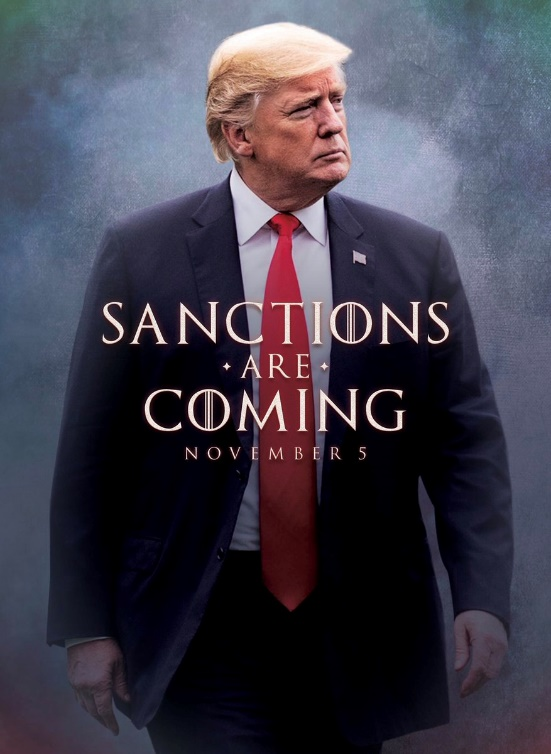 SANCTIONS
· ARE ·
COMING
NOVEMBER 5